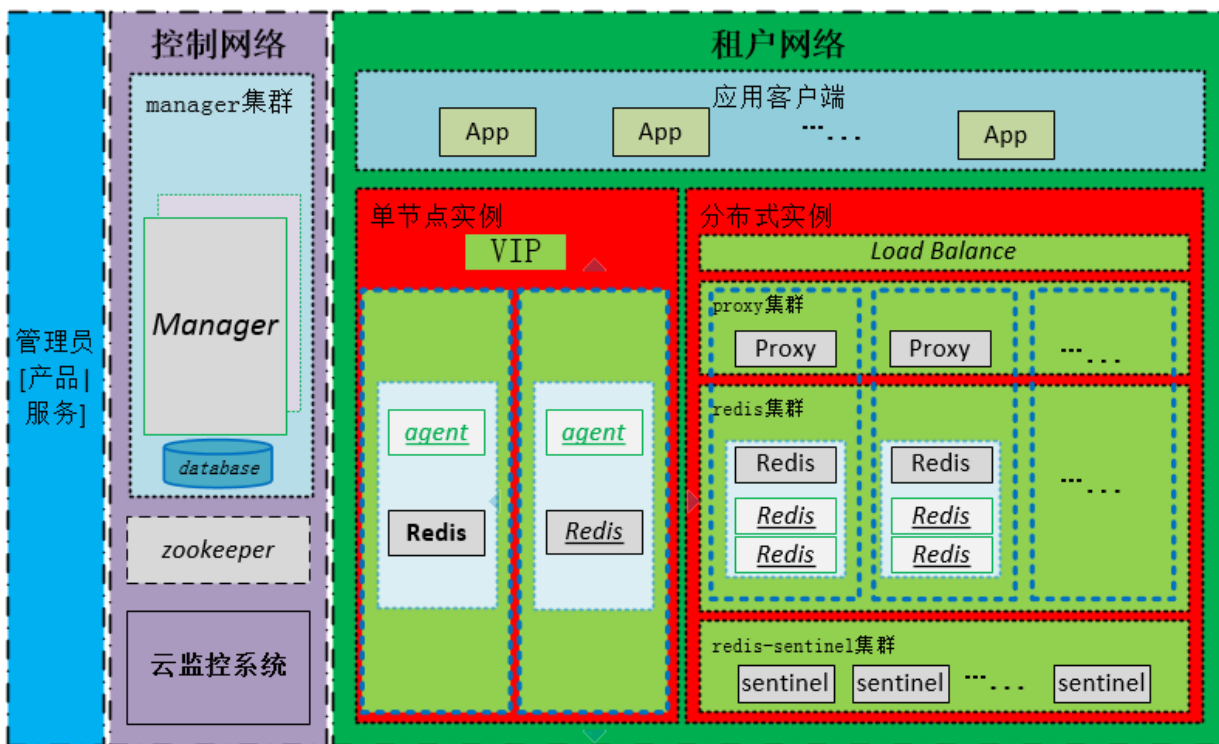 管理员
[产品|
服务]
控制网络
manager集群
Manager
database
zookeeper
云监控系统
租户网络
应用客户端
App
App
...
App
单节点实例
VIP
agent
Redis
agent
Redis
分布式实例
Load Balance
proxy集群
Proxy
Proxy
...
redis集群
Redis
Redis
Redis
Redis
Redis
Redis
...
redis-sentinel集群
sentinel
sentinel
...
sentinel